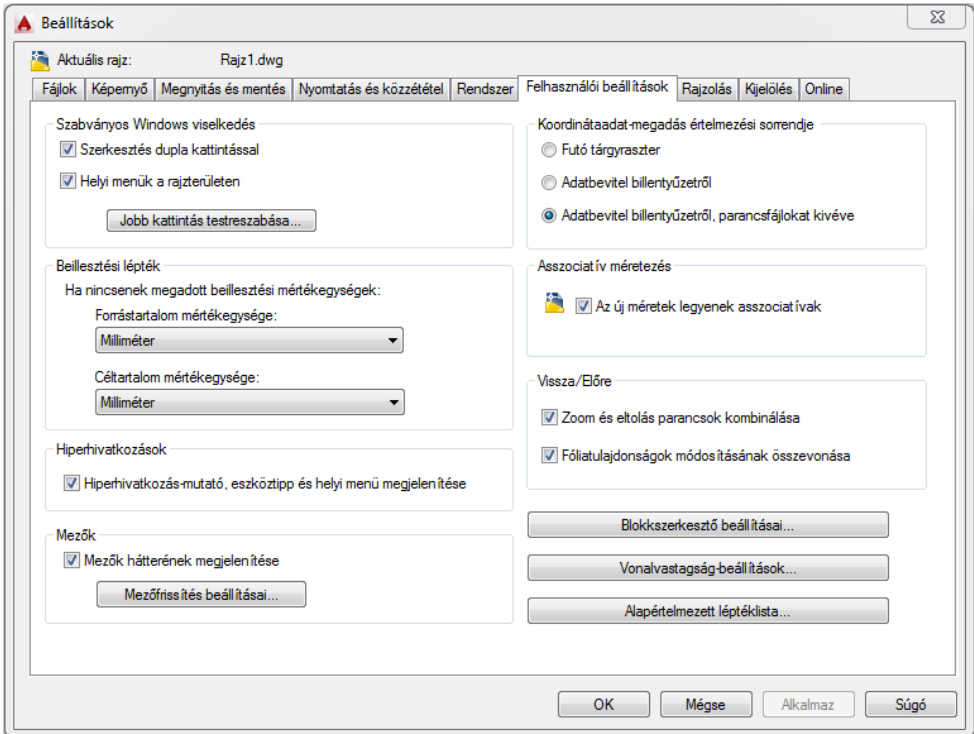 Beállítások
Aktuális rajz: Rajz1.dwg
Fájlok Képernyő Megnyitás és mentés Nyomtatás és közzététel Rendszer Felhasználói beállítások Rajzolás Kijelölés Online
Szabványos Windows viselkedés
Szerkesztés dupla kattintással
Helyi menük a rajzterületen
Jobb kattintás testreszabása...
Beillesztési lépték
Ha nincsenek megadott beillesztési mértékegységek:
Forrástartalom mértékegysége:
Milliméter
Céltartalom mértékegysége:
Milliméter
Hiperhivatkozások
Hiperhivatkozás-mutató, eszköztipp és helyi menü megjelenítése
Mezők
Mezők hátterének megjelenítése
Mezőfrissítés beállításai...
Koordinátaadat-megadás értelmezési sorrendje
Futó tárgyraszter
Adatbevitel billentyűzetről
Adatbevitel billentyűzetről, parancsfájlokat kivéve
Asszociatív méretezés
Az új méretek legyenek asszociatívak
Vissza/Előre
Zoom és eltolás parancsok kombinálása
Fóliatulajdonságok módosításának összevonása
Blokkszerkesztő beállításai...
Vonalvastagság-beállítások...
Alapértelmezett léptéklista...
OK Mégse Alkalmaz Súgó